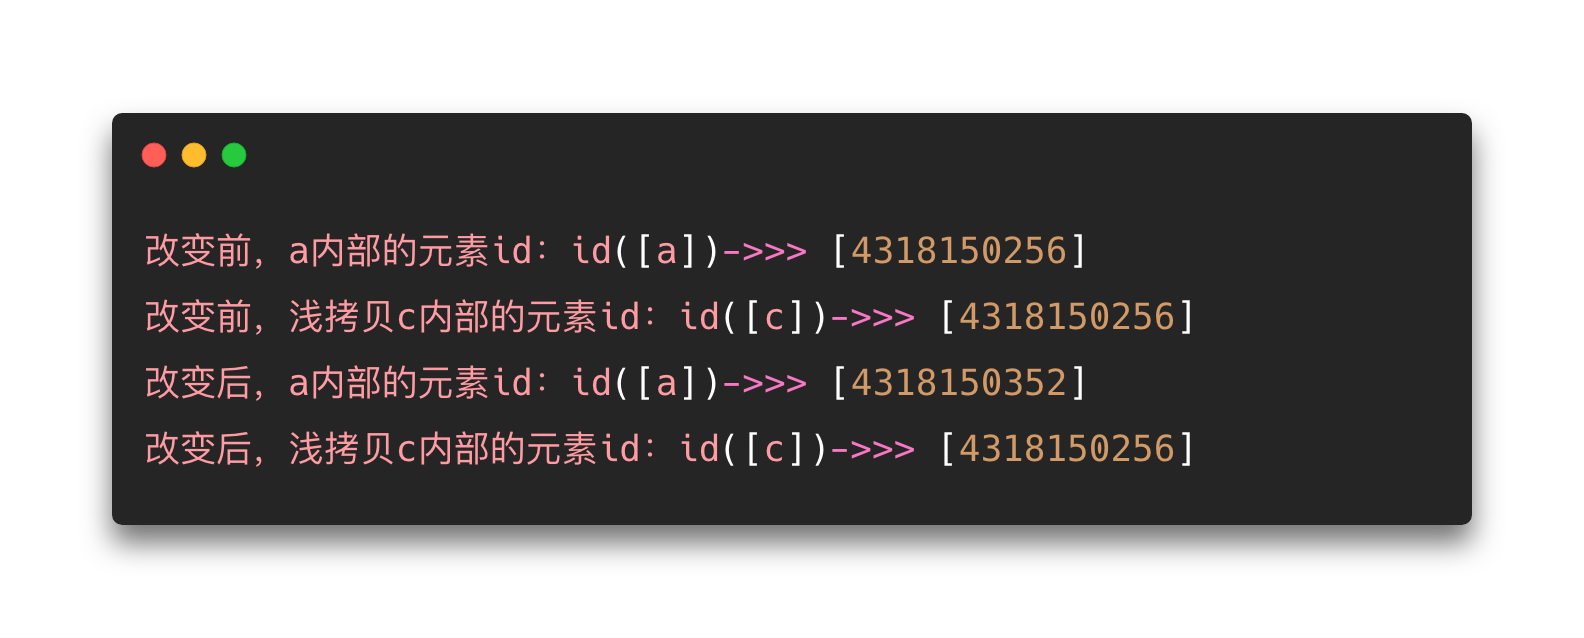 改变前，a内部的元素id：id([a])->>> [4318150256]
改变前，浅拷贝c内部的元素id：id([c])->>> [4318150256]
改变后，a内部的元素id：id([a])->>> [4318150352]
改变后，浅拷贝c内部的元素id：id([c])->>> [4318150256]